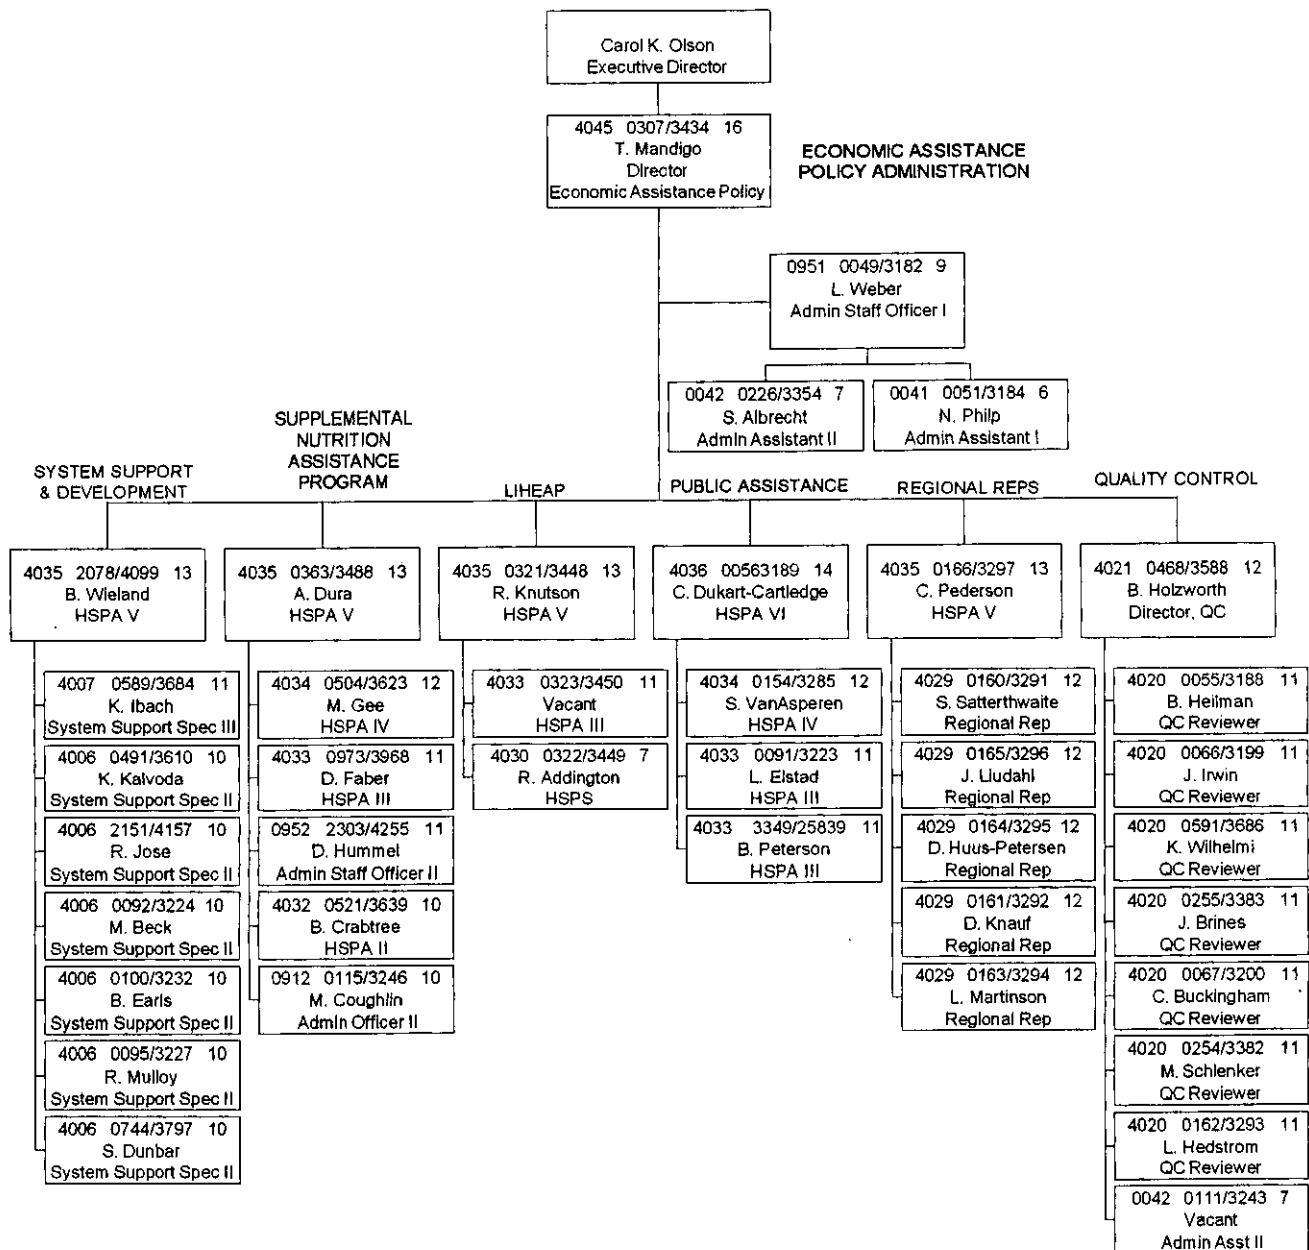 Carol K. Olson
Executive Director
4045 0307/3434 16
T. Mandigo
Director
Economic Assistance Policy
ECONOMIC ASSISTANCE
POLICY ADMINISTRATION
0951 0049/3182 9
L. Weber
Admin Staff Officer I
0042 0226/3354 7
S. Albrecht
Admin Assistant II
0041 0051/3184 6
N. Philp
Admin Assistant I
SYSTEM SUPPORT
& DEVELOPMENT
4035 2078/4099 13
B. Wieland
HSPA V
4007 0589/3684 11
K. Ibach
System Support Spec III
4006 0491/3610 10
K. Kalvoda
System Support Spec II
4006 2151/4157 10
R. Jose
System Support Spec II
4006 0092/3224 10
M. Beck
System Support Spec II
4006 0100/3232 10
B. Earls
System Support Spec II
4006 0095/3227 10
R. Mulloy
System Support Spec II
4006 0744/3797 10
S. Dunbar
System Support Spec II
SUPPLEMENTAL
NUTRITION
ASSISTANCE
PROGRAM
4035 0363/3488 13
A. Dura
HSPA V
4034 0504/3623 12
M. Gee
HSPA IV
4033 0973/3968 11
D. Faber
HSPA III
0952 2303/4255 11
D. Hummel
Admin Staff Officer II
4032 0521/3639 10
B. Crabtree
HSPA II
0912 0115/3246 10
M. Coughlin
Admin Officer II
LIHEAP
4035 0321/3448 13
R. Knutson
HSPA V
4033 0323/3450 11
Vacant
HSPA III
4030 0322/3449 7
R. Addington
HSPS
PUBLIC ASSISTANCE
4036 00563189 14
C. Dukart-Cartledge
HSPA VI
4034 0154/3285 12
S. VanAsperen
HSPA IV
4033 0091/3223 11
L. Elstad
HSPA III
4033 3349/25839 11
B. Peterson
HSPA III
REGIONAL REPS
4035 0166/3297 13
C. Pederson
HSPA V
4029 0160/3291 12
S. Satterthwaite
Regional Rep
4029 0165/3296 12
J. Liudahl
Regional Rep
4029 0164/3295 12
D. Huus-Petersen
Regional Rep
4029 0161/3292 12
D. Knauf
Regional Rep
4029 0163/3294 12
L. Martinson
Regional Rep
QUALITY CONTROL
4021 0468/3588 12
B. Holzworth
Director, QC
4020 0055/3188 11
B. Heilman
QC Reviewer
4020 0066/3199 11
J. Irwin
QC Reviewer
4020 0591/3686 11
K. Wilhelmi
QC Reviewer
4020 0255/3383 11
J. Brines
QC Reviewer
4020 0067/3200 11
C. Buckingham
QC Reviewer
4020 0254/3382 11
M. Schlenker
QC Reviewer
4020 0162/3293 11
L. Hedstrom
QC Reviewer
0042 0111/3243 7
Vacant
Admin Asst II